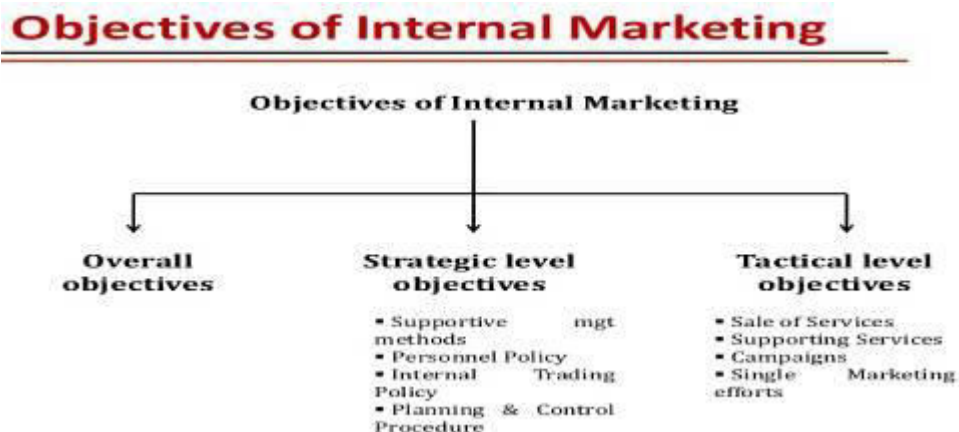 Objectives of Internal Marketing
Objectives of Internal Marketing
Overall
objectives
Strategic level
objectives
▪ Supportive mgt
methods
▪ Personnel Policy
▪ Internal Trading
Policy
▪ Planning & Control
Procedure
Tactical level
objectives
▪ Sale of Services
▪ Supporting Services
▪ Campaigns
▪ Single Marketing
efforts